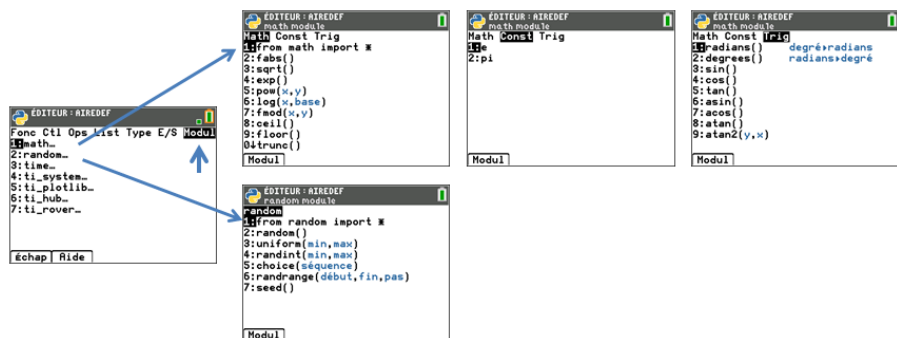 ÉDITEUR : AIREDEF
Fonc Ctl Ops List Type E/S Modul
1:math…
2:random…
3:time…
4:ti_system…
5:ti_plotlib…
6:ti_hub…
7:ti_rover…
Échap Aide
ÉDITEUR : AIREDEF
math module
Math Const Trig
1:from math import *
2:fabs()
3:sqrt()
4:exp()
5:pow(x,y)
6:log(x,base)
7:fmod(x,y)
8:ceil()
9:floor()
0↓trunc()
Modul
ÉDITEUR : AIREDEF
math module
Math Const Trig
1:e
2:pi
Modul
ÉDITEUR : AIREDEF
math module
Math Const Trig
1:radians() degré▸radians
2:degrees() radians▸degré
3:sin()
4:cos()
5:tan()
6:asin()
7:acos()
8:atan()
9:atan2(y,x)
Modul
ÉDITEUR : AIREDEF
random module
random
1:from random import *
2:random()
3:uniform(min,max)
4:randint(min,max)
5:choice(séquence)
6:randrange(début,fin,pas)
7:seed()
Modul